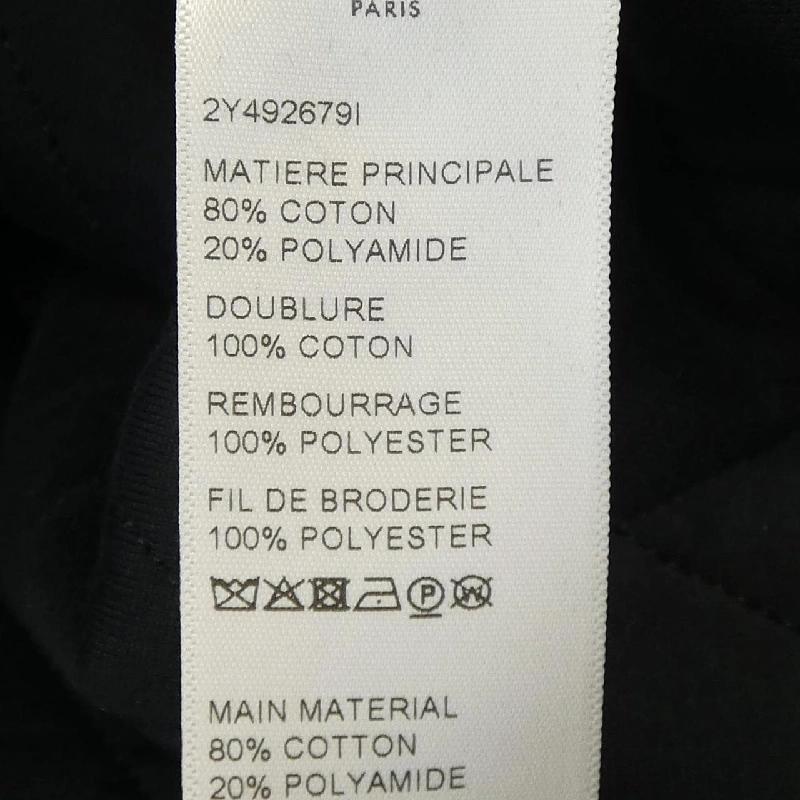 PARIS
2Y492679I
MATIERE PRINCIPALE
80% COTON
20% POLYAMIDE
DOUBLURE
100% COTON
REMBOURRAGE
100% POLYESTER
FIL DE BRODERIE
100% POLYESTER
P W
MAIN MATERIAL
80% COTTON
20% POLYAMIDE